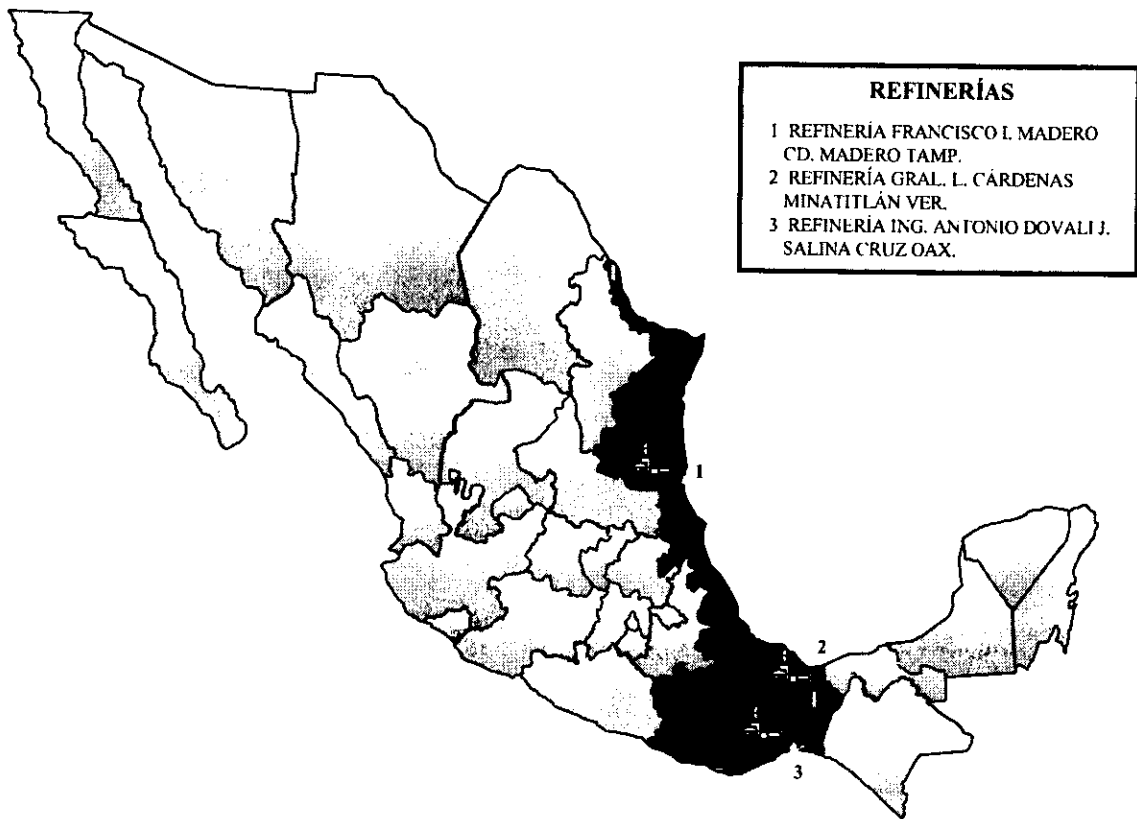 REFINERÍAS
1 REFINERÍA FRANCISCO I. MADERO
CD. MADERO TAMP.
2 REFINERÍA GRAL. L. CÁRDENAS
MINATITLÁN VER.
3 REFINERÍA ING. ANTONIO DOVALI J.
SALINA CRUZ OAX.
1
2
3